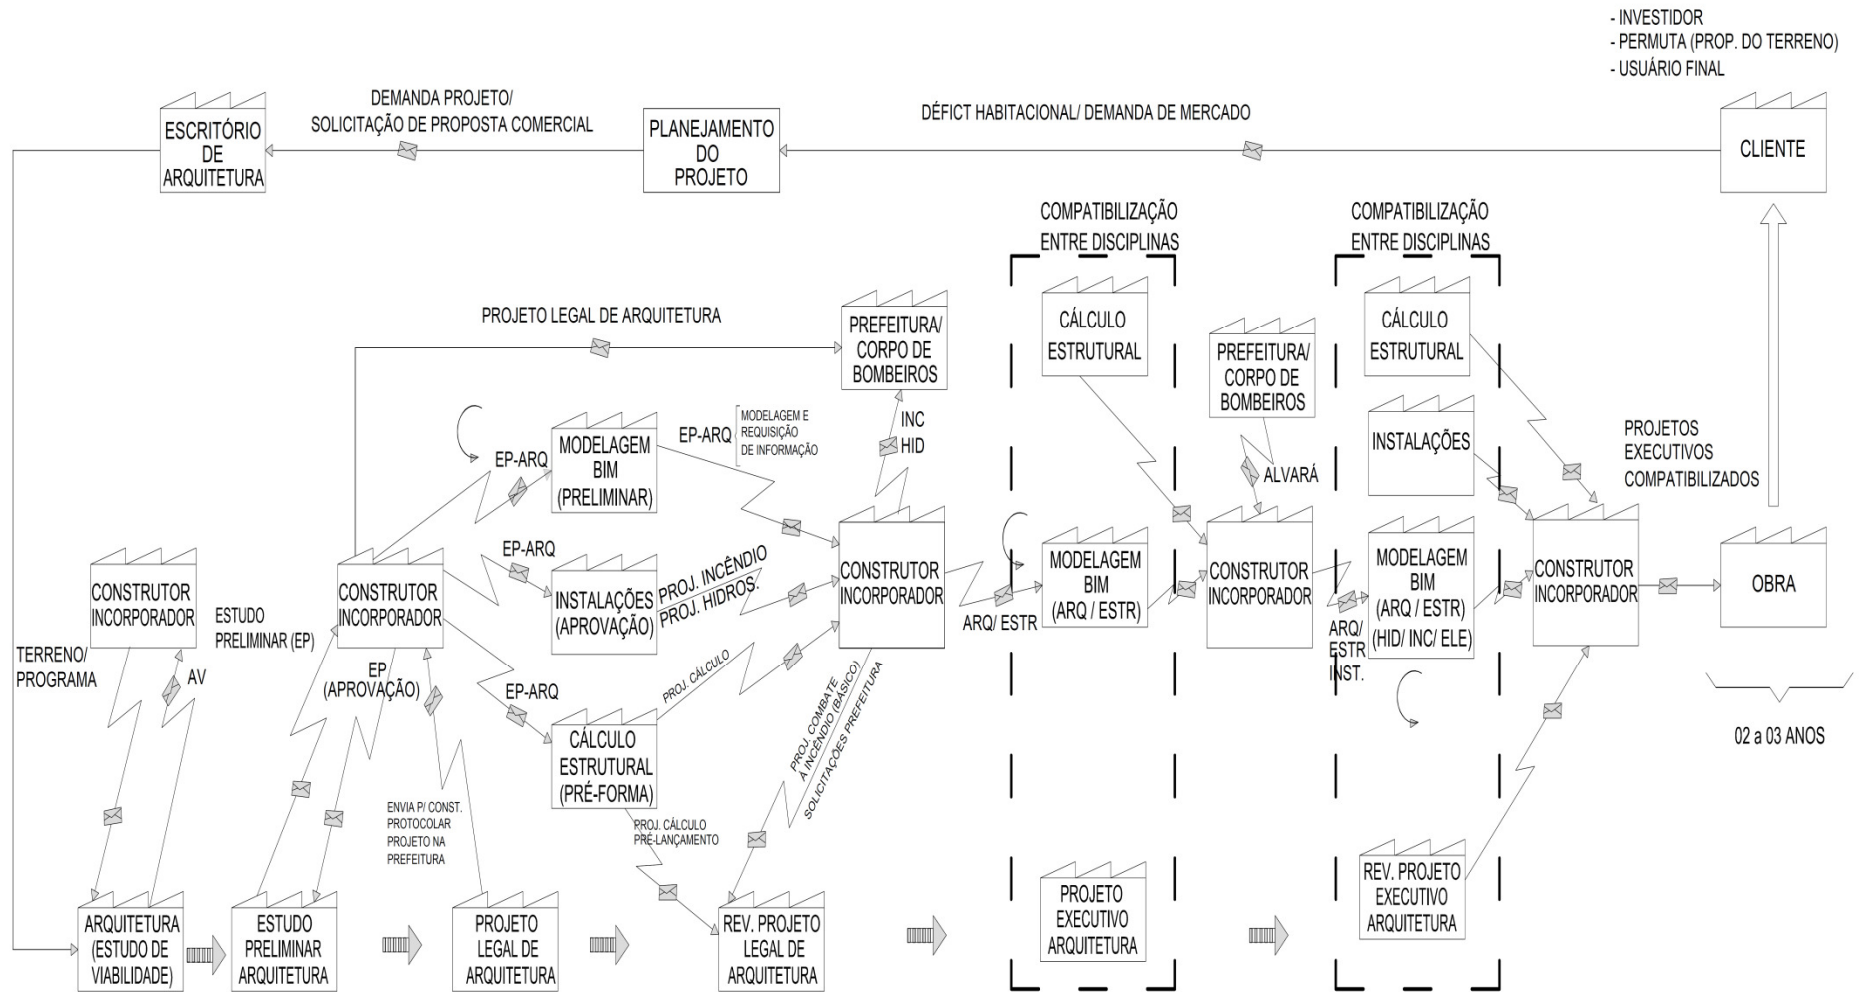 - INVESTIDOR
- PERMUTA (PROP. DO TERRENO)
- USUÁRIO FINAL
ESCRITÓRIO
DE
ARQUITETURA
DEMANDA PROJETO/
SOLICITAÇÃO DE PROPOSTA COMERCIAL
PLANEJAMENTO
DO
PROJETO
DÉFICT HABITACIONAL/ DEMANDA DE MERCADO
CLIENTE
COMPATIBILIZAÇÃO
ENTRE DISCIPLINAS
COMPATIBILIZAÇÃO
ENTRE DISCIPLINAS
PROJETO LEGAL DE ARQUITETURA
PREFEITURA/
CORPO DE
BOMBEIROS
CÁLCULO
ESTRUTURAL
PREFEITURA/
CORPO DE
BOMBEIROS
CÁLCULO
ESTRUTURAL
EP-ARQ
MODELAGEM
BIM
(PRELIMINAR)
EP-ARQ
MODELAGEM E
REQUISIÇÃO
DE INFORMAÇÃO
INC
HID
ALVARÁ
INSTALAÇÕES
PROJETOS
EXECUTIVOS
COMPATIBILIZADOS
TERRENO/
PROGRAMA
CONSTRUTOR
INCORPORADOR
AV
ESTUDO
PRELIMINAR (EP)
CONSTRUTOR
INCORPORADOR
EP
(APROVAÇÃO)
EP-ARQ
INSTALAÇÕES
(APROVAÇÃO)
PROJ. INCÊNDIO
PROJ. HIDROS.
CONSTRUTOR
INCORPORADOR
ARQ/ ESTR
MODELAGEM
BIM
(ARQ / ESTR)
CONSTRUTOR
INCORPORADOR
ARQ/
ESTR
INST.
MODELAGEM
BIM
(ARQ / ESTR)
(HID/ INC/ ELE)
CONSTRUTOR
INCORPORADOR
OBRA
02 a 03 ANOS
EP-ARQ
CÁLCULO
ESTRUTURAL
(PRÉ-FORMA)
PROJ. CÁLCULO
PROJ. COMBATE
À INCÊNDIO (BÁSICO)
SOLICITAÇÕES PREFEITURA
ENVIA P/ CONST.
PROTOCOLAR
PROJETO NA
PREFEITURA
PROJ. CÁLCULO
PRÉ-LANÇAMENTO
ARQUITETURA
(ESTUDO DE
VIABILIDADE)
ESTUDO
PRELIMINAR
ARQUITETURA
PROJETO
LEGAL DE
ARQUITETURA
REV. PROJETO
LEGAL DE
ARQUITETURA
PROJETO
EXECUTIVO
ARQUITETURA
REV. PROJETO
EXECUTIVO
ARQUITETURA